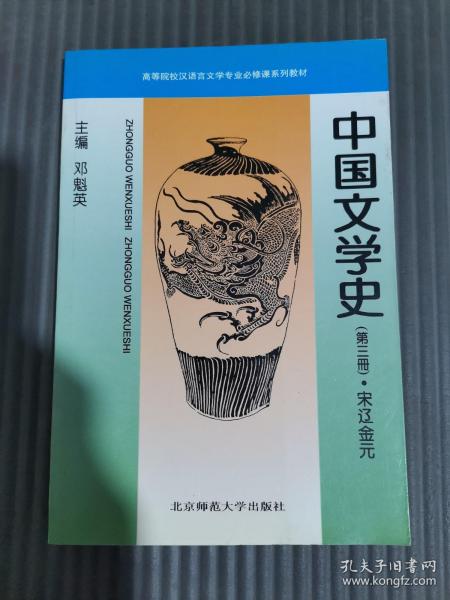 高等院校汉语言文学专业必修课系列教材
中国文学史
(第三册)·宋辽金元
主编 邓魁英
ZHONGGUO WENXUESHI ZHONGGUO WENXUESHI
北京师范大学出版社
孔夫子旧书网
www.kongfz.com